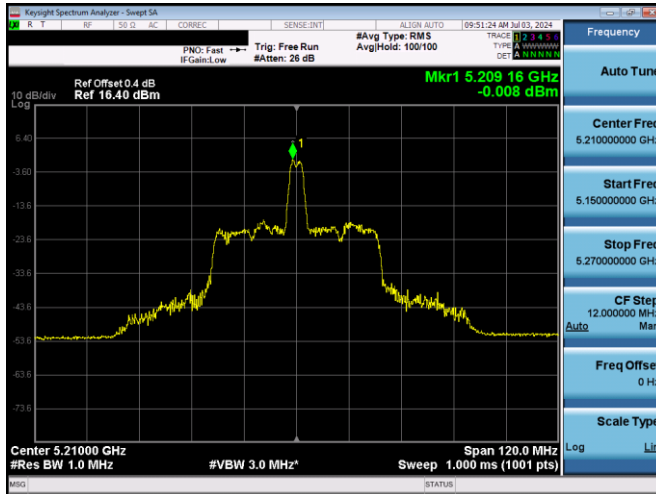 Keysight Spectrum Analyzer - Swept SA
R T RF 50 Ω AC CORREC SENSE:INT ALIGN AUTO 09:51:24 AM Jul 03, 2024
PNO: Fast
IFGain:Low
Trig: Free Run
#Atten: 26 dB
#Avg Type: RMS
Avg|Hold: 100/100
TRACE 1 2 3 4 5 6
TYPE A WWWWW
DET A N N N N N
Frequency
Ref Offset 0.4 dB
Ref 16.40 dBm
10 dB/div
Log
Mkr1 5.209 16 GHz
-0.008 dBm
Auto Tune
Center Freq
5.210000000 GHz
Start Freq
5.150000000 GHz
Stop Freq
5.270000000 GHz
CF Step
12.000000 MHz
Auto Man
Freq Offset
0 Hz
Scale Type
Log Lin
6.40
-3.60
-13.6
-23.6
-33.6
-43.6
-53.6
-63.6
-73.6
1
Center 5.21000 GHz
#Res BW 1.0 MHz
#VBW 3.0 MHz*
Span 120.0 MHz
Sweep 1.000 ms (1001 pts)
MSG
STATUS